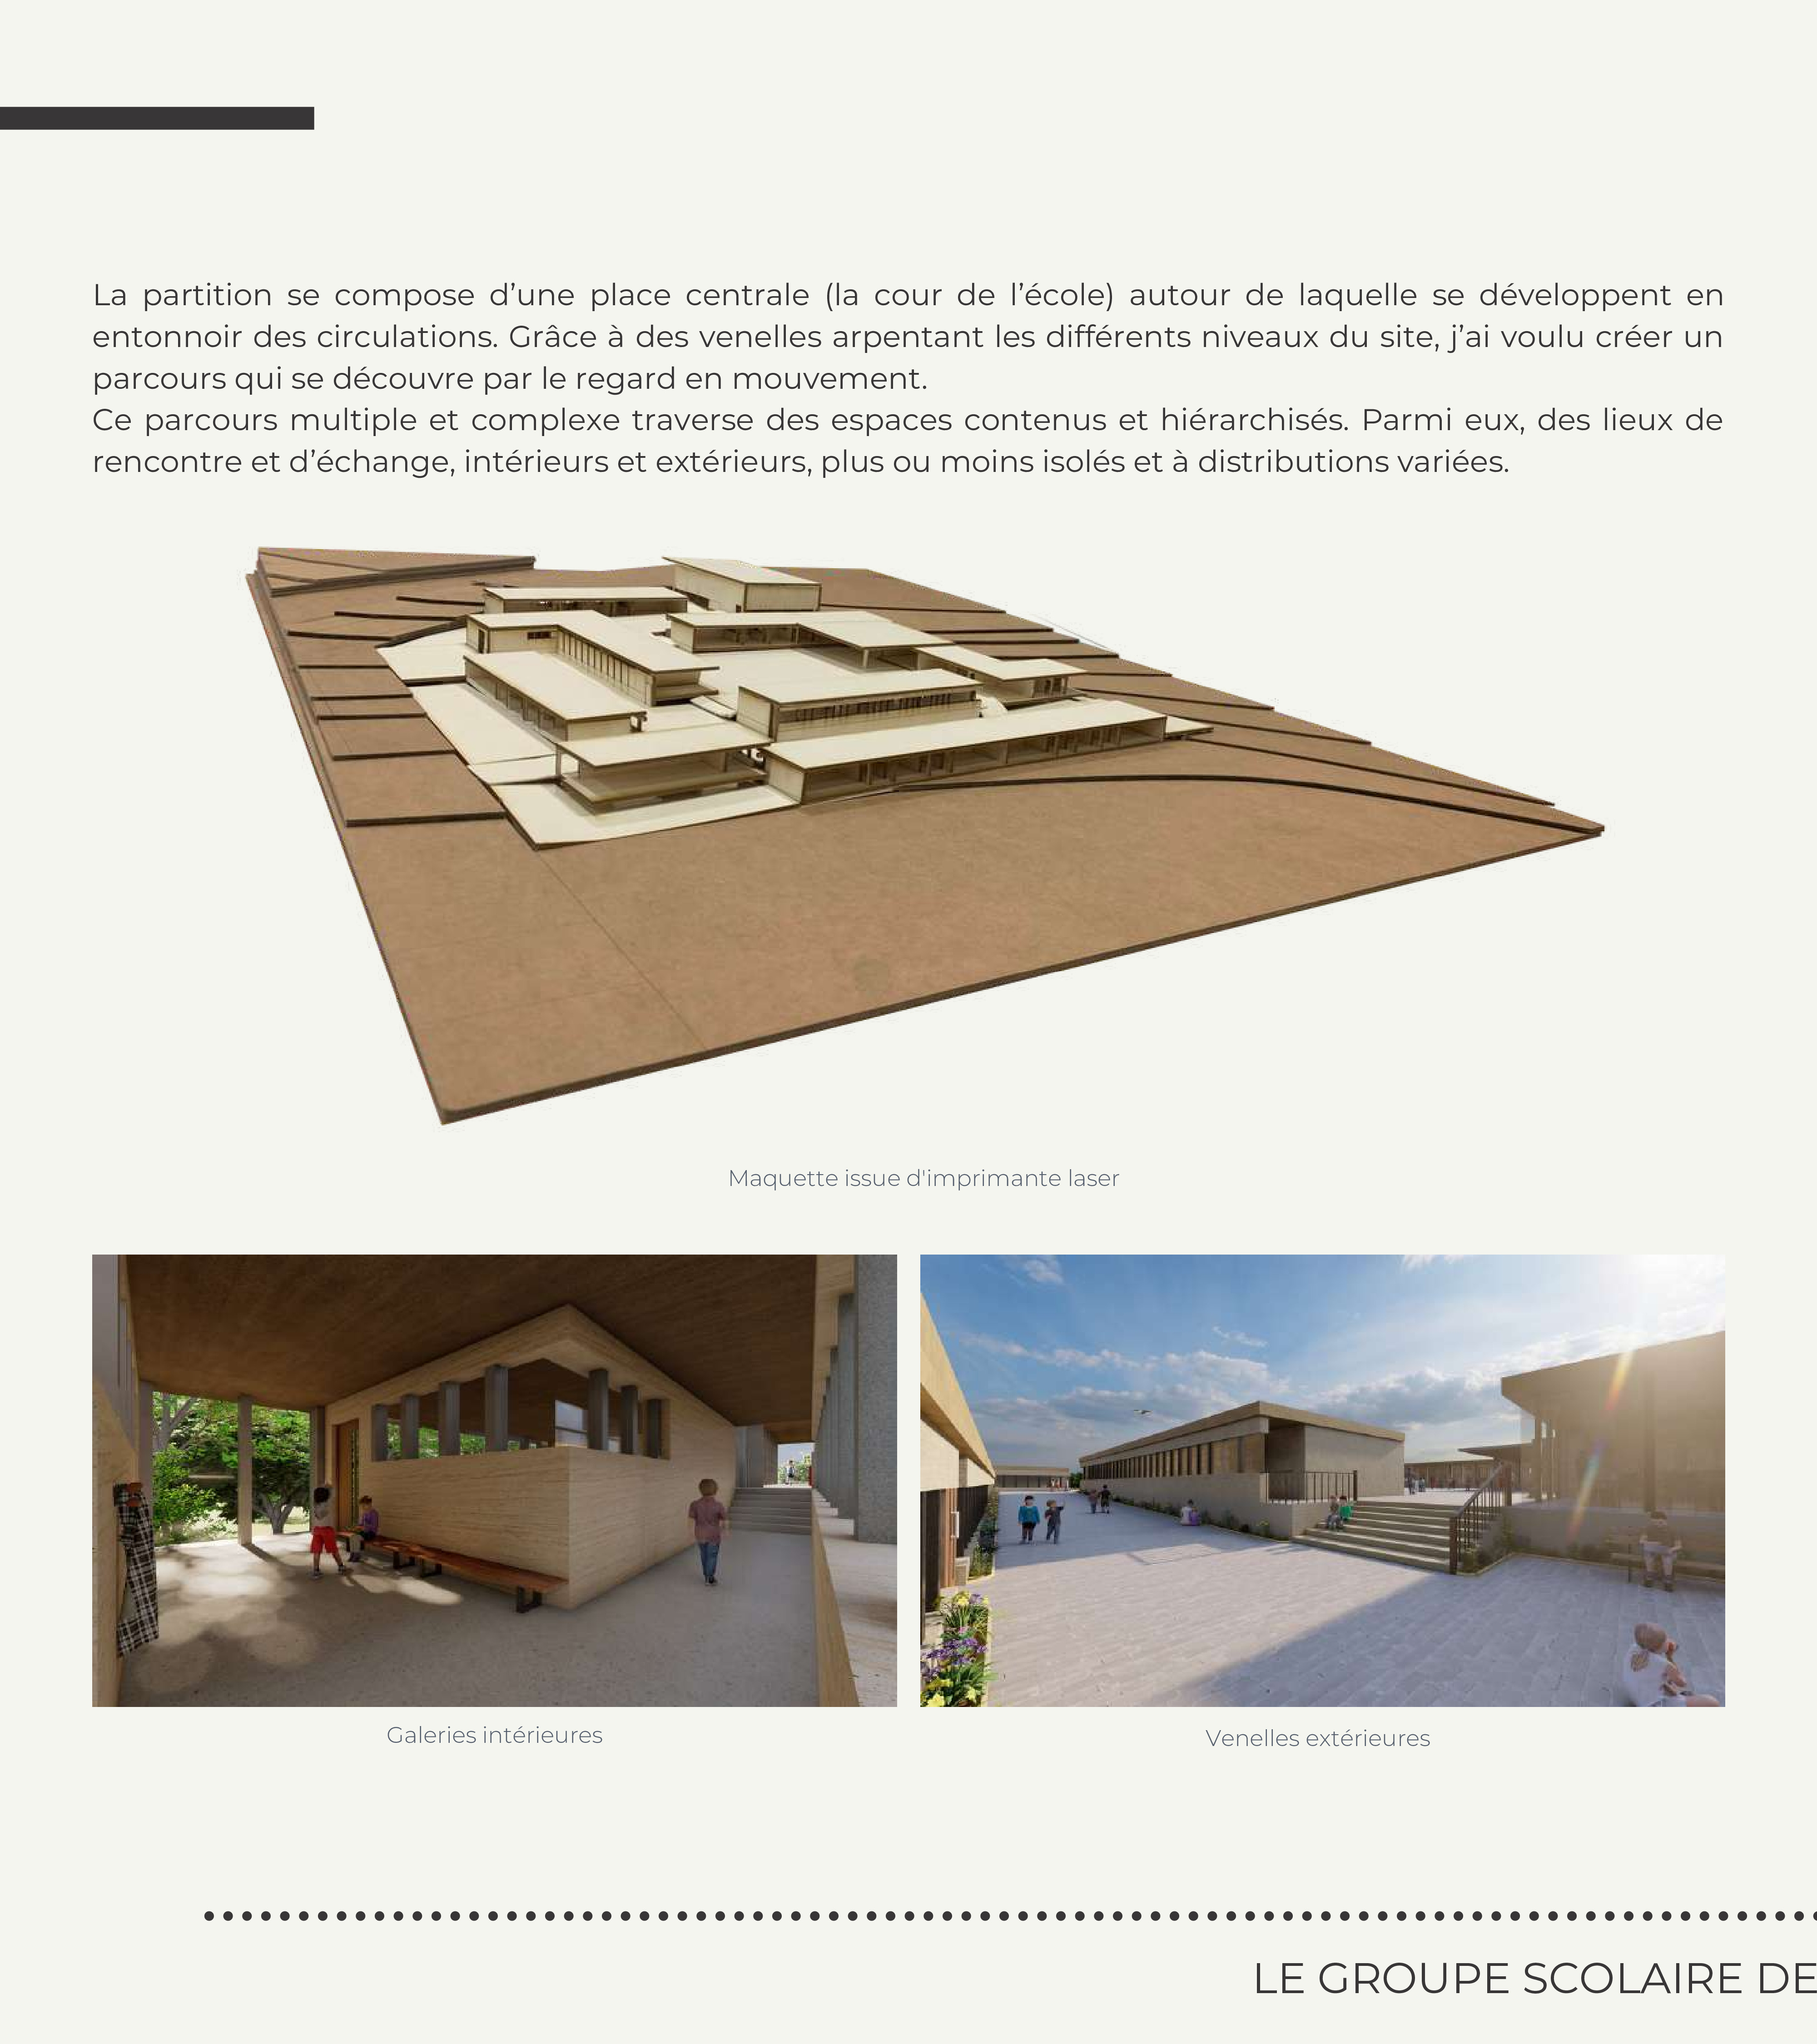 La partition se compose d’une place centrale (la cour de l’école) autour de laquelle se développent en
entonnoir des circulations. Grâce à des venelles arpentant les différents niveaux du site, j’ai voulu créer un
parcours qui se découvre par le regard en mouvement.
Ce parcours multiple et complexe traverse des espaces contenus et hiérarchisés. Parmi eux, des lieux de
rencontre et d’échange, intérieurs et extérieurs, plus ou moins isolés et à distributions variées.
Maquette issue d'imprimante laser
Galeries intérieures
Venelles extérieures
LE GROUPE SCOLAIRE DE